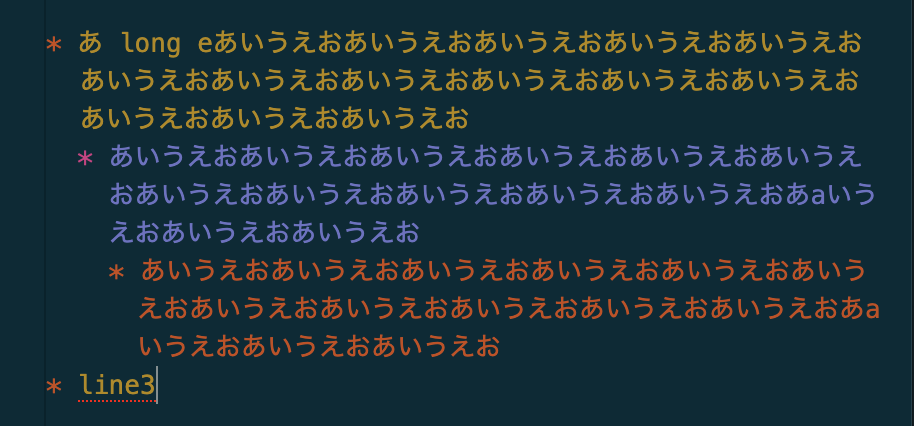 * あ long eあいうえおあいうえおあいうえおあいうえおあいうえお
あいうえおあいうえおあいうえおあいうえおあいうえおあいうえお
あいうえおあいうえおあいうえお
* あいうえおあいうえおあいうえおあいうえおあいうえおあいうえ
おあいうえおあいうえおあいうえおあいうえおあいうえおあaいう
えおあいうえおあいうえお
* あいうえおあいうえおあいうえおあいうえおあいうえおあいう
えおあいうえおあいうえおあいうえおあいうえおあいうえおあa
いうえおあいうえおあいうえお
* line3